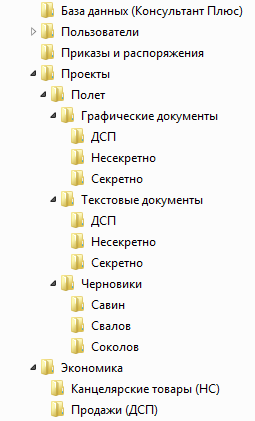 База данных (Консультант Плюс)
Пользователи
Приказы и распоряжения
Проекты
Полет
Графические документы
ДСП
Несекретно
Секретно
Текстовые документы
ДСП
Несекретно
Секретно
Черновики
Савин
Свалов
Соколов
Экономика
Канцелярские товары (НС)
Продажи (ДСП)